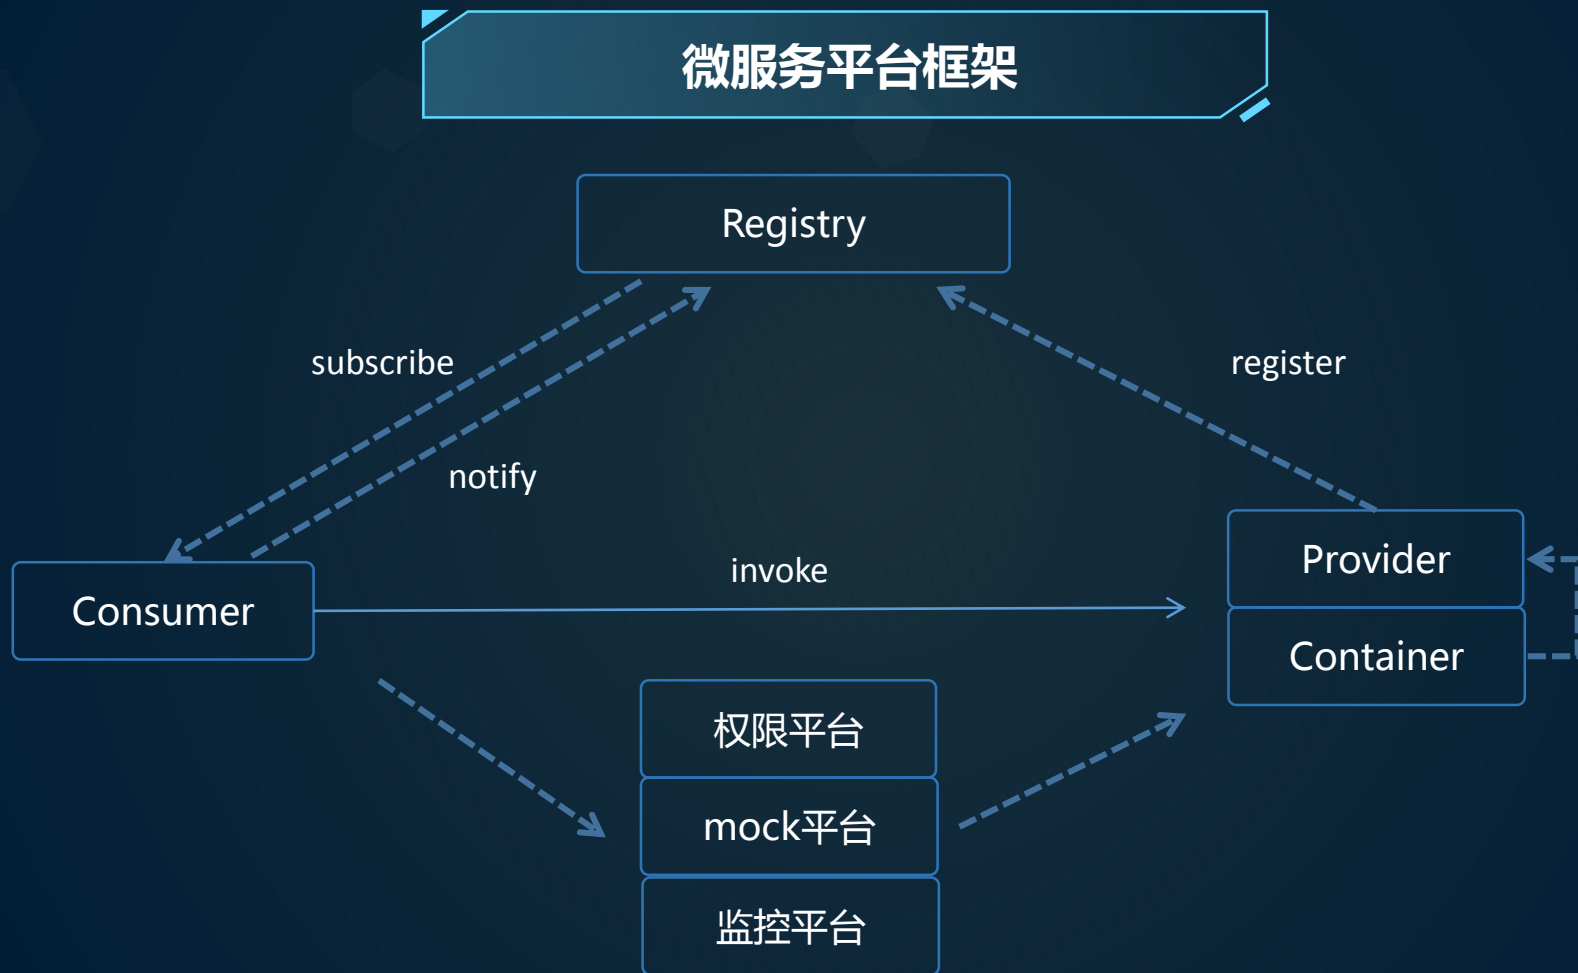 微服务平台框架
Registry
subscribe
register
notify
invoke
Provider
Consumer
Container
权限平台
mock平台
监控平台